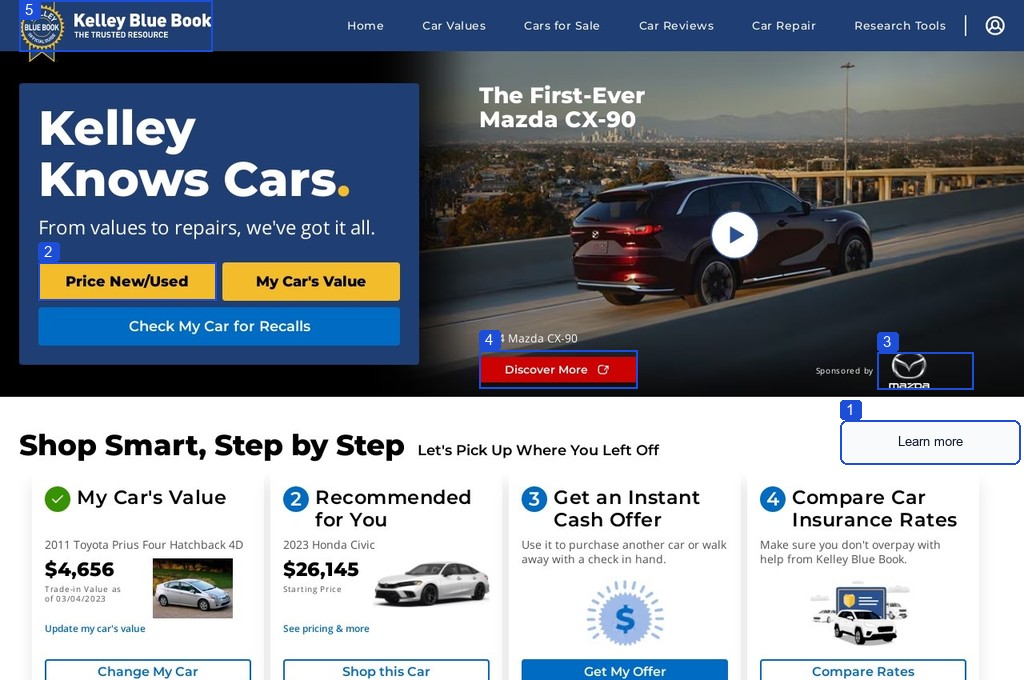 5
KELLEY
BLUE BOOK
OFFICIAL GUIDE
Kelley Blue Book
THE TRUSTED RESOURCE
Home
Car Values
Cars for Sale
Car Reviews
Car Repair
Research Tools
Kelley
Knows Cars.
From values to repairs, we've got it all.
2
Price New/Used
My Car's Value
Check My Car for Recalls
The First-Ever
Mazda CX-90
4
4 Mazda CX-90
Discover More
3
Sponsored by
mazda
1
Learn more
Shop Smart, Step by Step
Let's Pick Up Where You Left Off
My Car's Value
2011 Toyota Prius Four Hatchback 4D
$4,656
Trade-in Value as
of 03/04/2023
Update my car's value
Change My Car
2
Recommended
for You
2023 Honda Civic
$26,145
Starting Price
See pricing & more
Shop this Car
3
Get an Instant
Cash Offer
Use it to purchase another car or walk
away with a check in hand.
$
Get My Offer
4
Compare Car
Insurance Rates
Make sure you don't overpay with
help from Kelley Blue Book.
Compare Rates